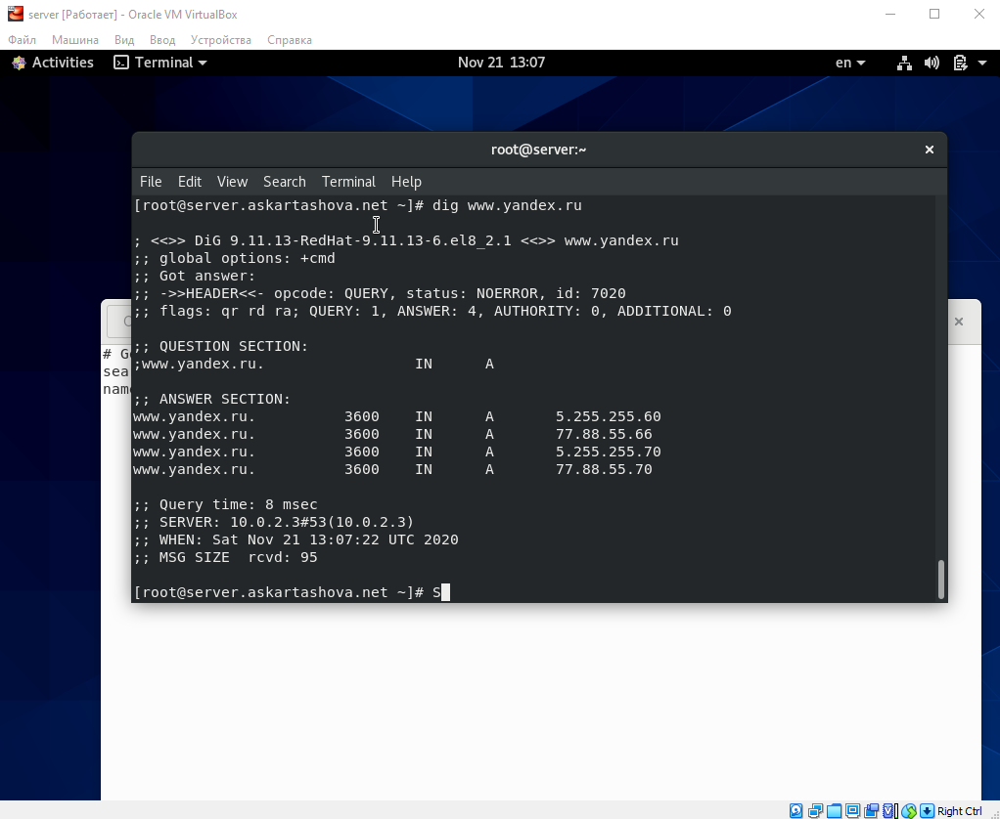 server [Работает] - Oracle VM VirtualBox
Файл Машина Вид Ввод Устройства Справка
Activities Terminal Nov 21 13:07 en
root@server:~
File Edit View Search Terminal Help
[root@server.askartashova.net ~]# dig www.yandex.ru
; <<>> DiG 9.11.13-RedHat-9.11.13-6.el8_2.1 <<>> www.yandex.ru
;; global options: +cmd
;; Got answer:
;; ->>HEADER<<- opcode: QUERY, status: NOERROR, id: 7020
;; flags: qr rd ra; QUERY: 1, ANSWER: 4, AUTHORITY: 0, ADDITIONAL: 0
;; QUESTION SECTION:
;www.yandex.ru. IN A
;; ANSWER SECTION:
www.yandex.ru. 3600 IN A 5.255.255.60
www.yandex.ru. 3600 IN A 77.88.55.66
www.yandex.ru. 3600 IN A 5.255.255.70
www.yandex.ru. 3600 IN A 77.88.55.70
;; Query time: 8 msec
;; SERVER: 10.0.2.3#53(10.0.2.3)
;; WHEN: Sat Nov 21 13:07:22 UTC 2020
;; MSG SIZE rcvd: 95
[root@server.askartashova.net ~]# S
# G
sea
nam
Right Ctrl